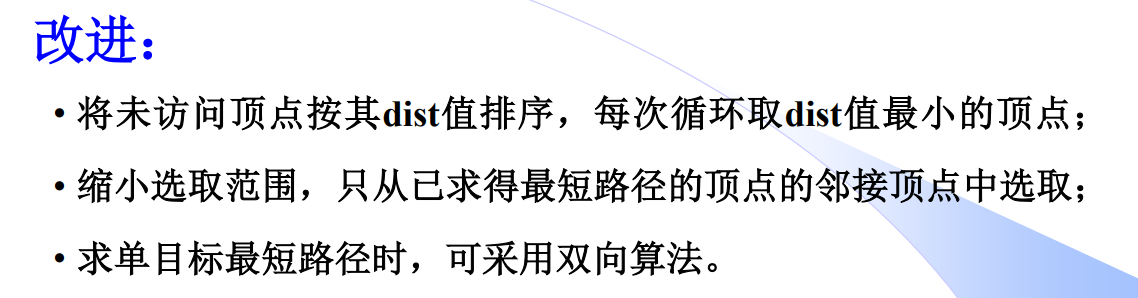 改进：
• 将未访问顶点按其dist值排序，每次循环取dist值最小的顶点；
• 缩小选取范围，只从已求得最短路径的顶点的邻接顶点中选取；
• 求单目标最短路径时，可采用双向算法。